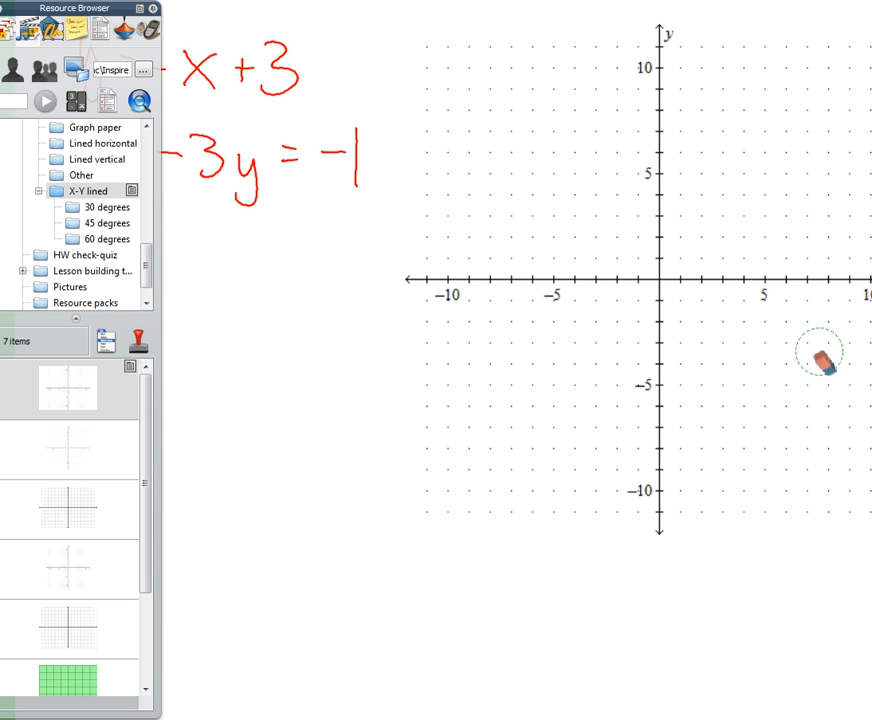 Resource Browser
c\Inspire
...
Graph paper
Lined horizontal
Lined vertical
Other
X-Y lined
30 degrees
45 degrees
60 degrees
HW check-quiz
Lesson building t...
Pictures
Resource packs
7 items
- x + 3
- 3y = -1
y
10
5
-10
-5
5
10
-5
-10